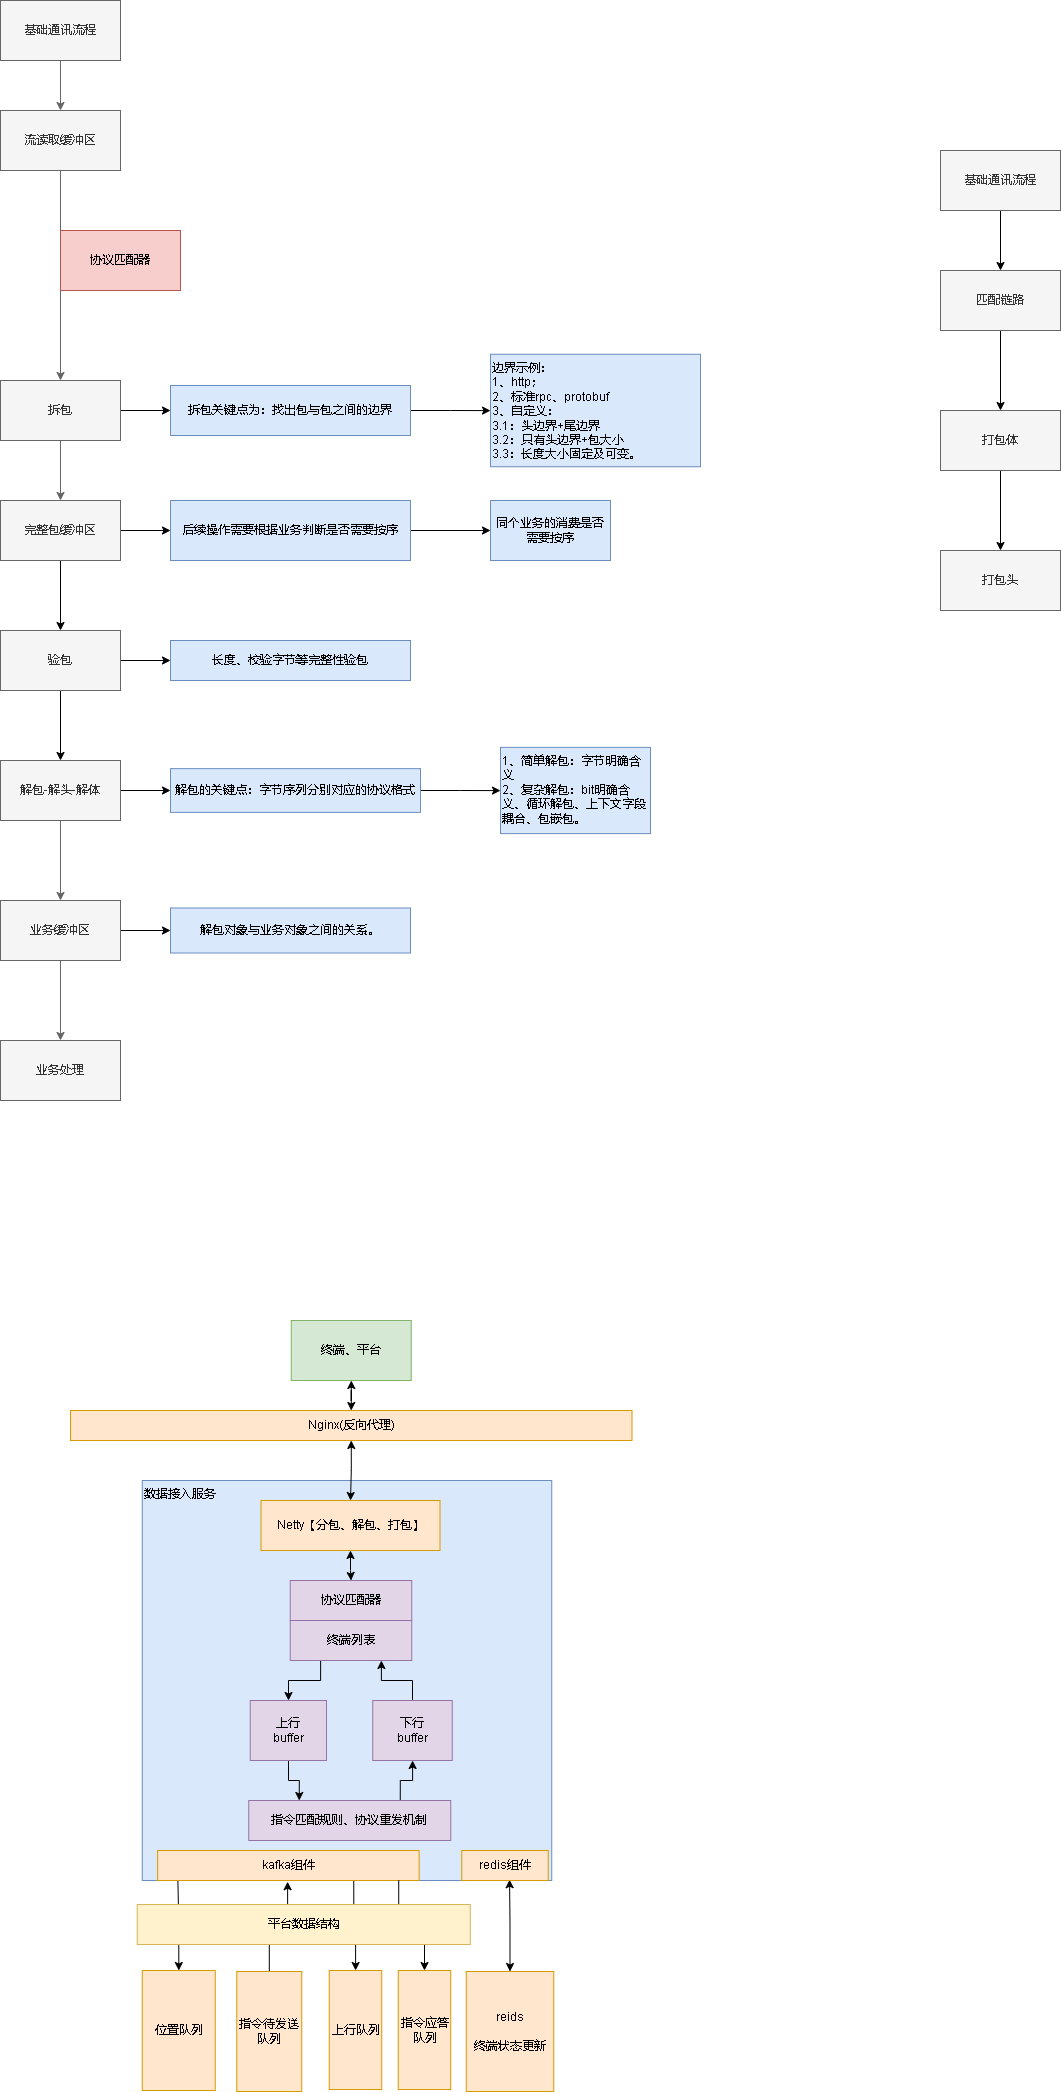 基础通讯流程
流读取缓冲区
协议匹配器
拆包
拆包关键点为：找出包与包之间的边界
边界示例：
1、http；
2、标准rpc、protobuf
3、自定义：
3.1：头边界+尾边界
3.2：只有头边界+包大小
3.3：长度大小固定及可变。
完整包缓冲区
后续操作需要根据业务判断是否需要按序
同个业务的消费是否
需要按序
验包
长度、校验字节等完整性验包
解包-解头-解体
解包的关键点：字节序列分别对应的协议格式
1、简单解包：字节明确含
义
2、复杂解包：bit明确含
义、循环解包、上下文字段
耦合、包嵌包。
业务缓冲区
解包对象与业务对象之间的关系。
业务处理
基础通讯流程
匹配链路
打包体
打包头
终端、平台
Nginx(反向代理)
数据接入服务
Netty【分包、解包、打包】
协议匹配器
终端列表
上行
buffer
下行
buffer
指令匹配规则、协议重发机制
kafka组件
redis组件
平台数据结构
位置队列
指令待发送
队列
上行队列
指令应答
队列
reids
终端状态更新